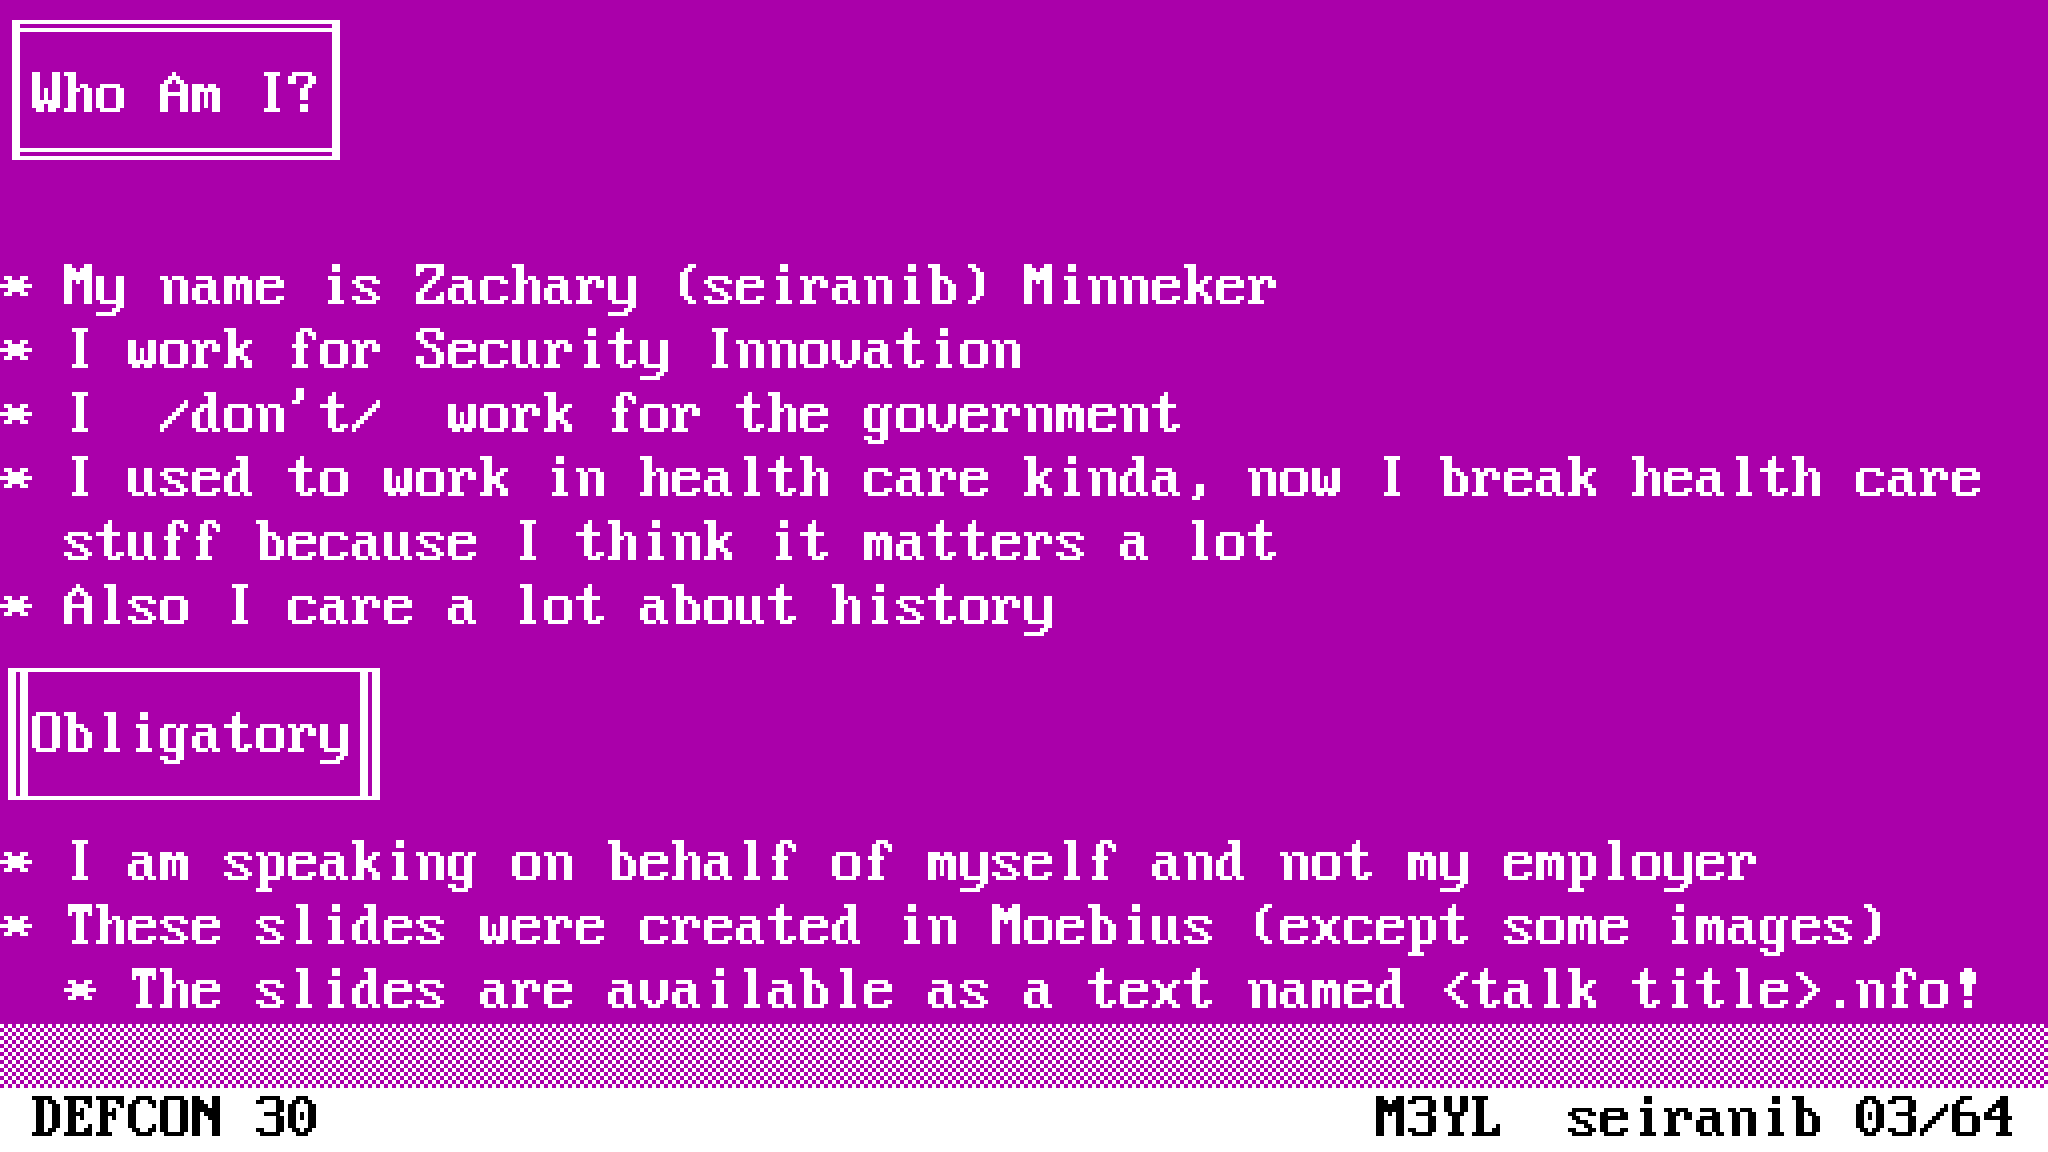 Who Am I?
* My name is Zachary (seiranib) Minneker
* I work for Security Innovation
* I  /don't/  work for the government
* I used to work in health care kinda, now I break health care
stuff because I think it matters a lot
* Also I care a lot about history
Obligatory
* I am speaking on behalf of myself and not my employer
* These slides were created in Moebius (except some images)
* The slides are available as a text named <talk title>.nfo!
DEFCON 30 M3YL  seiranib 03/64